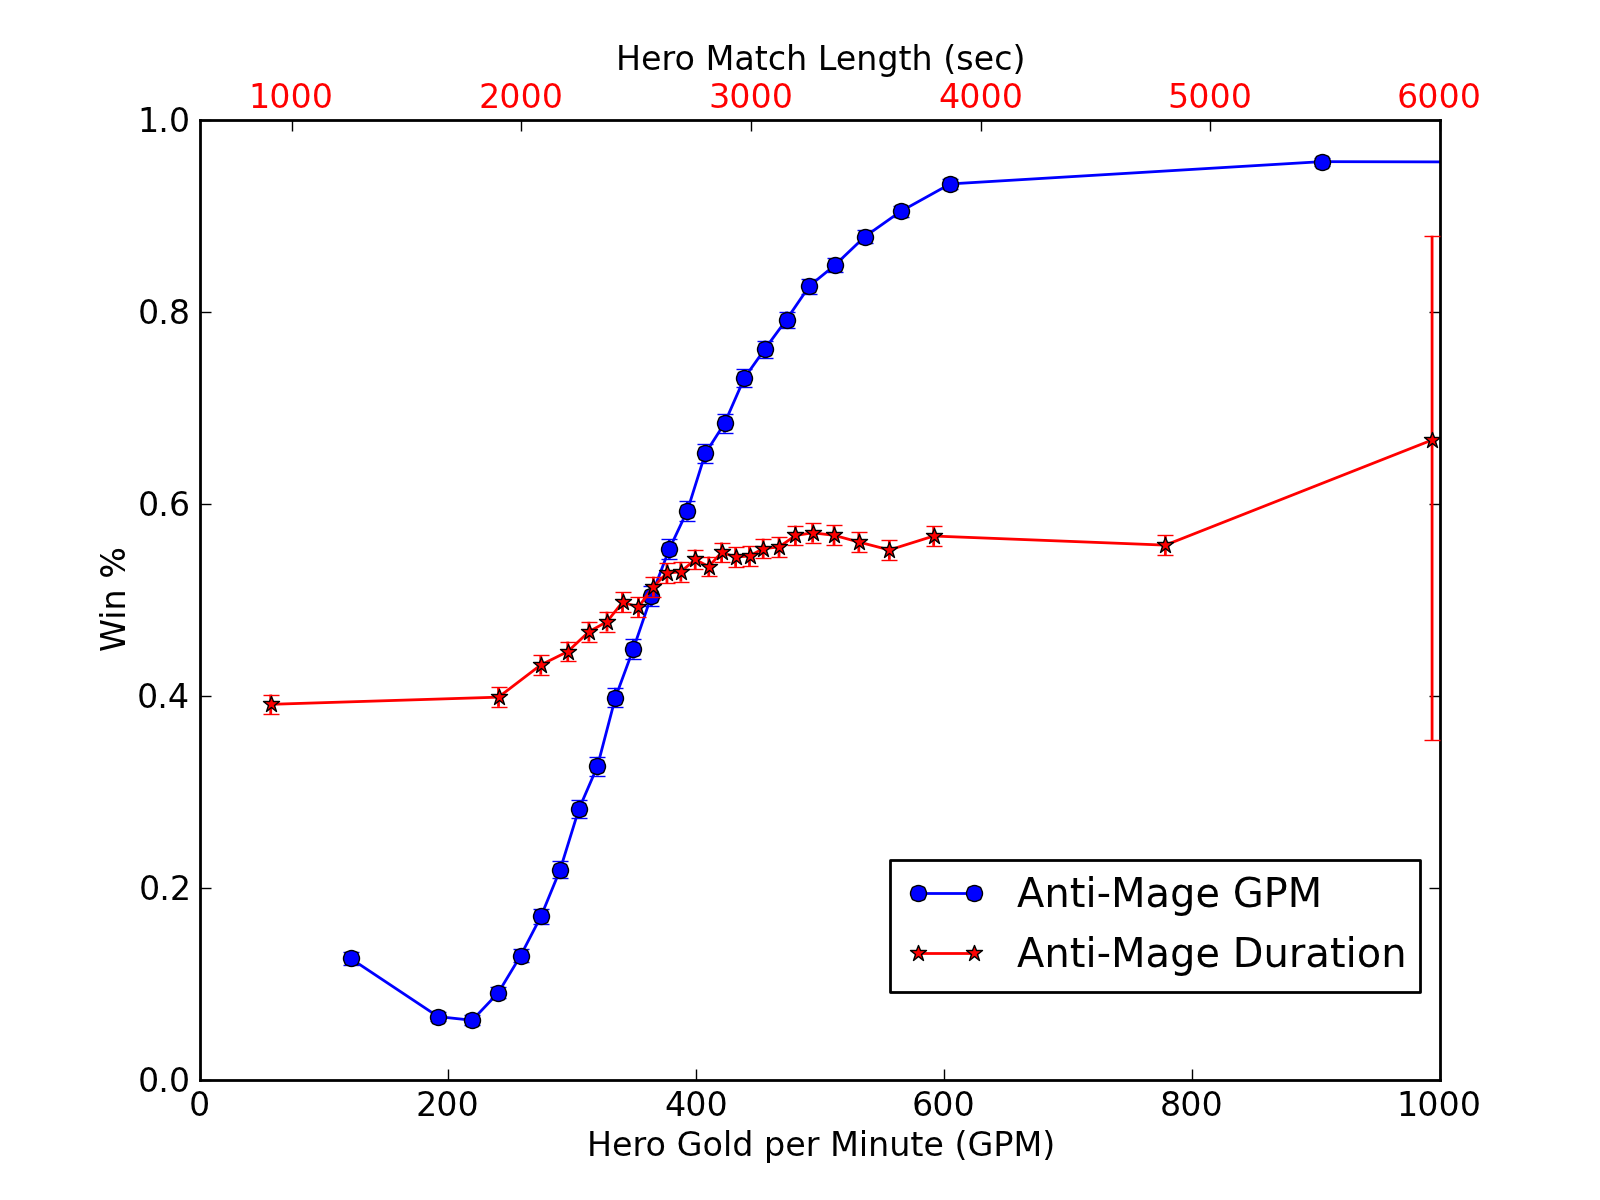 Hero Match Length (sec)
1000 2000 3000 4000 5000 6000
1.0
0.8
0.6
0.4
0.2
0.0
Win %
Anti-Mage GPM
Anti-Mage Duration
0 200 400 600 800 1000
Hero Gold per Minute (GPM)